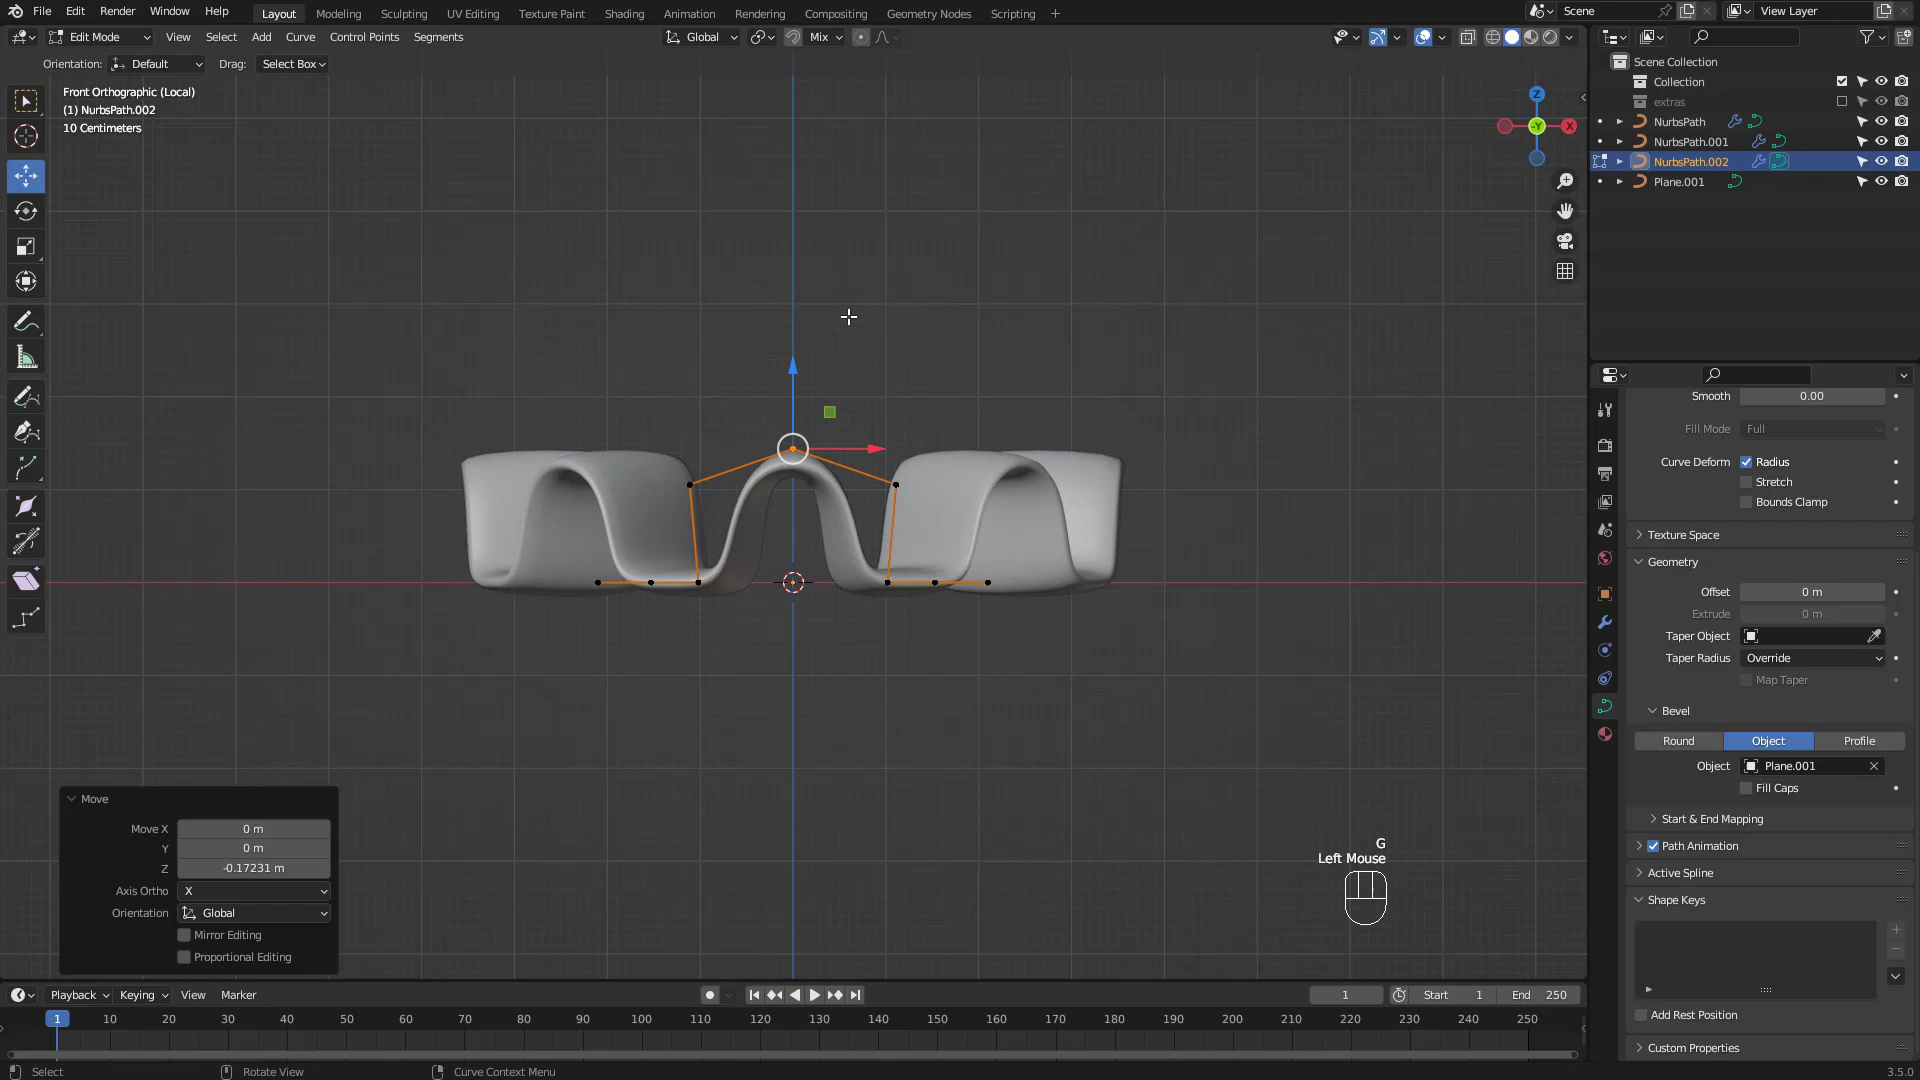 File Edit Render Window Help Layout Modeling Sculpting UV Editing Texture Paint Shading Animation Rendering Compositing Geometry Nodes Scripting + Scene View Layer
Edit Mode View Select Add Curve Control Points Segments Global Mix
Orientation: Default Drag: Select Box
Front Orthographic (Local)
(1) NurbsPath.002
10 Centimeters
Z
-Y
X
Scene Collection
Collection
extras
NurbsPath
NurbsPath.001
NurbsPath.002
Plane.001
Smooth 0.00
Fill Mode Full
Curve Deform Radius
Stretch
Bounds Clamp
Texture Space
Geometry
Offset 0 m
Extrude 0 m
Taper Object
Taper Radius Override
Map Taper
Bevel
Round Object Profile
Object Plane.001
Fill Caps
Start & End Mapping
Path Animation
Active Spline
Shape Keys
Add Rest Position
Custom Properties
Move
Move X 0 m
Y 0 m
Z -0.17231 m
Axis Ortho X
Orientation Global
Mirror Editing
Proportional Editing
G
Left Mouse
Playback Keying View Marker 1 Start 1 End 250
1 10 20 30 40 50 60 70 80 90 100 110 120 130 140 150 160 170 180 190 200 210 220 230 240 250
Select Rotate View Curve Context Menu 3.5.0